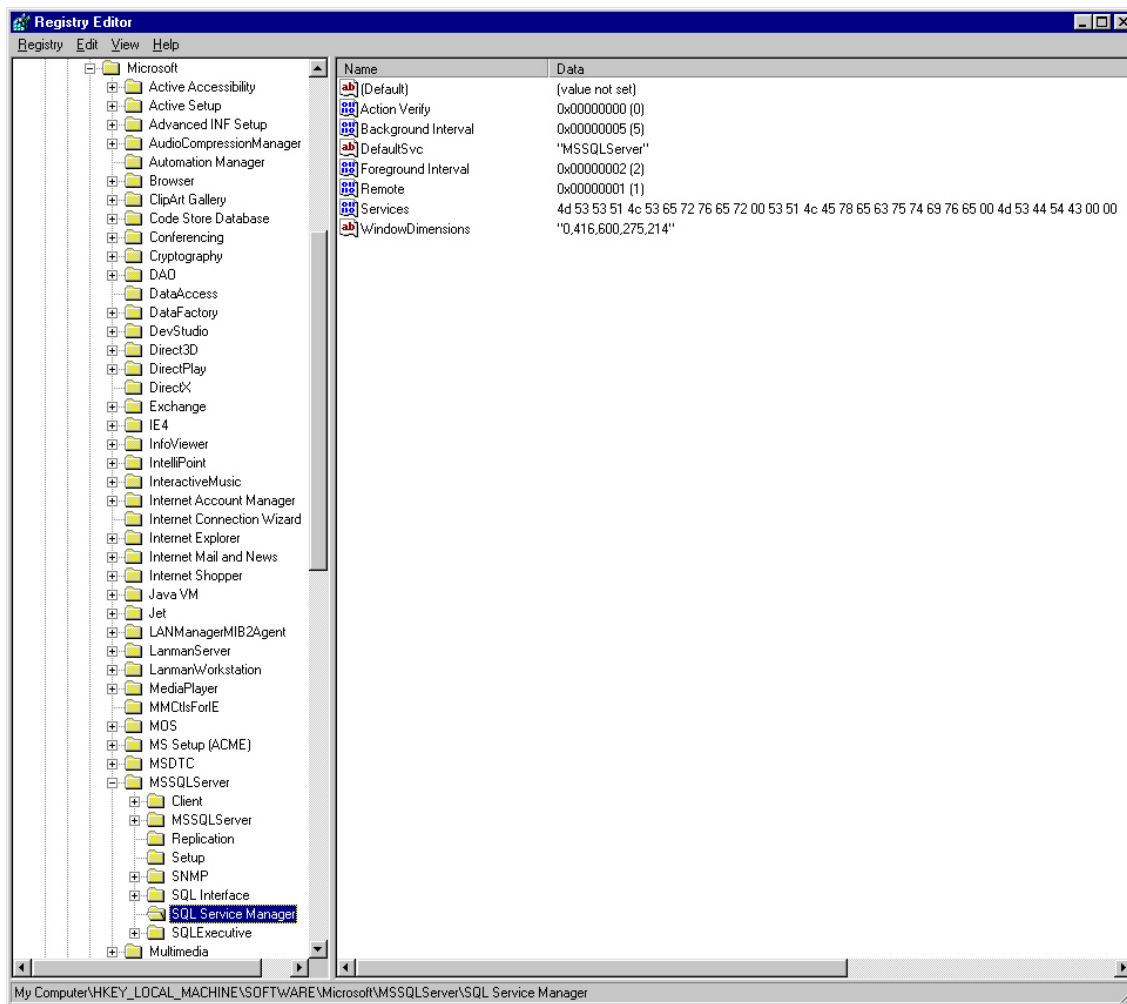 Registry Editor
Registry Edit View Help
Microsoft
Active Accessibility
Active Setup
Advanced INF Setup
AudioCompressionManager
Automation Manager
Browser
ClipArt Gallery
Code Store Database
Conferencing
Cryptography
DAO
DataAccess
DataFactory
DevStudio
Direct3D
DirectPlay
DirectX
Exchange
IE4
InfoViewer
IntelliPoint
InteractiveMusic
Internet Account Manager
Internet Connection Wizard
Internet Explorer
Internet Mail and News
Internet Shopper
Java VM
Jet
LANManagerMIB2Agent
LanmanServer
LanmanWorkstation
MediaPlayer
MMCtlsForIE
MOS
MS Setup (ACME)
MSDTC
MSSQLServer
Client
MSSQLServer
Replication
Setup
SNMP
SQL Interface
SQL Service Manager
SQLExecutive
Multimedia
Name Data
(Default) (value not set)
Action Verify 0x00000000 (0)
Background Interval 0x00000005 (5)
DefaultSvc "MSSQLServer"
Foreground Interval 0x00000002 (2)
Remote 0x00000001 (1)
Services 4d 53 53 51 4c 53 65 72 76 65 72 00 53 51 4c 45 78 65 63 75 74 69 76 65 00 4d 53 44 54 43 00 00
WindowDimensions "0,416,600,275,214"
My Computer\HKEY_LOCAL_MACHINE\SOFTWARE\Microsoft\MSSQLServer\SQL Service Manager